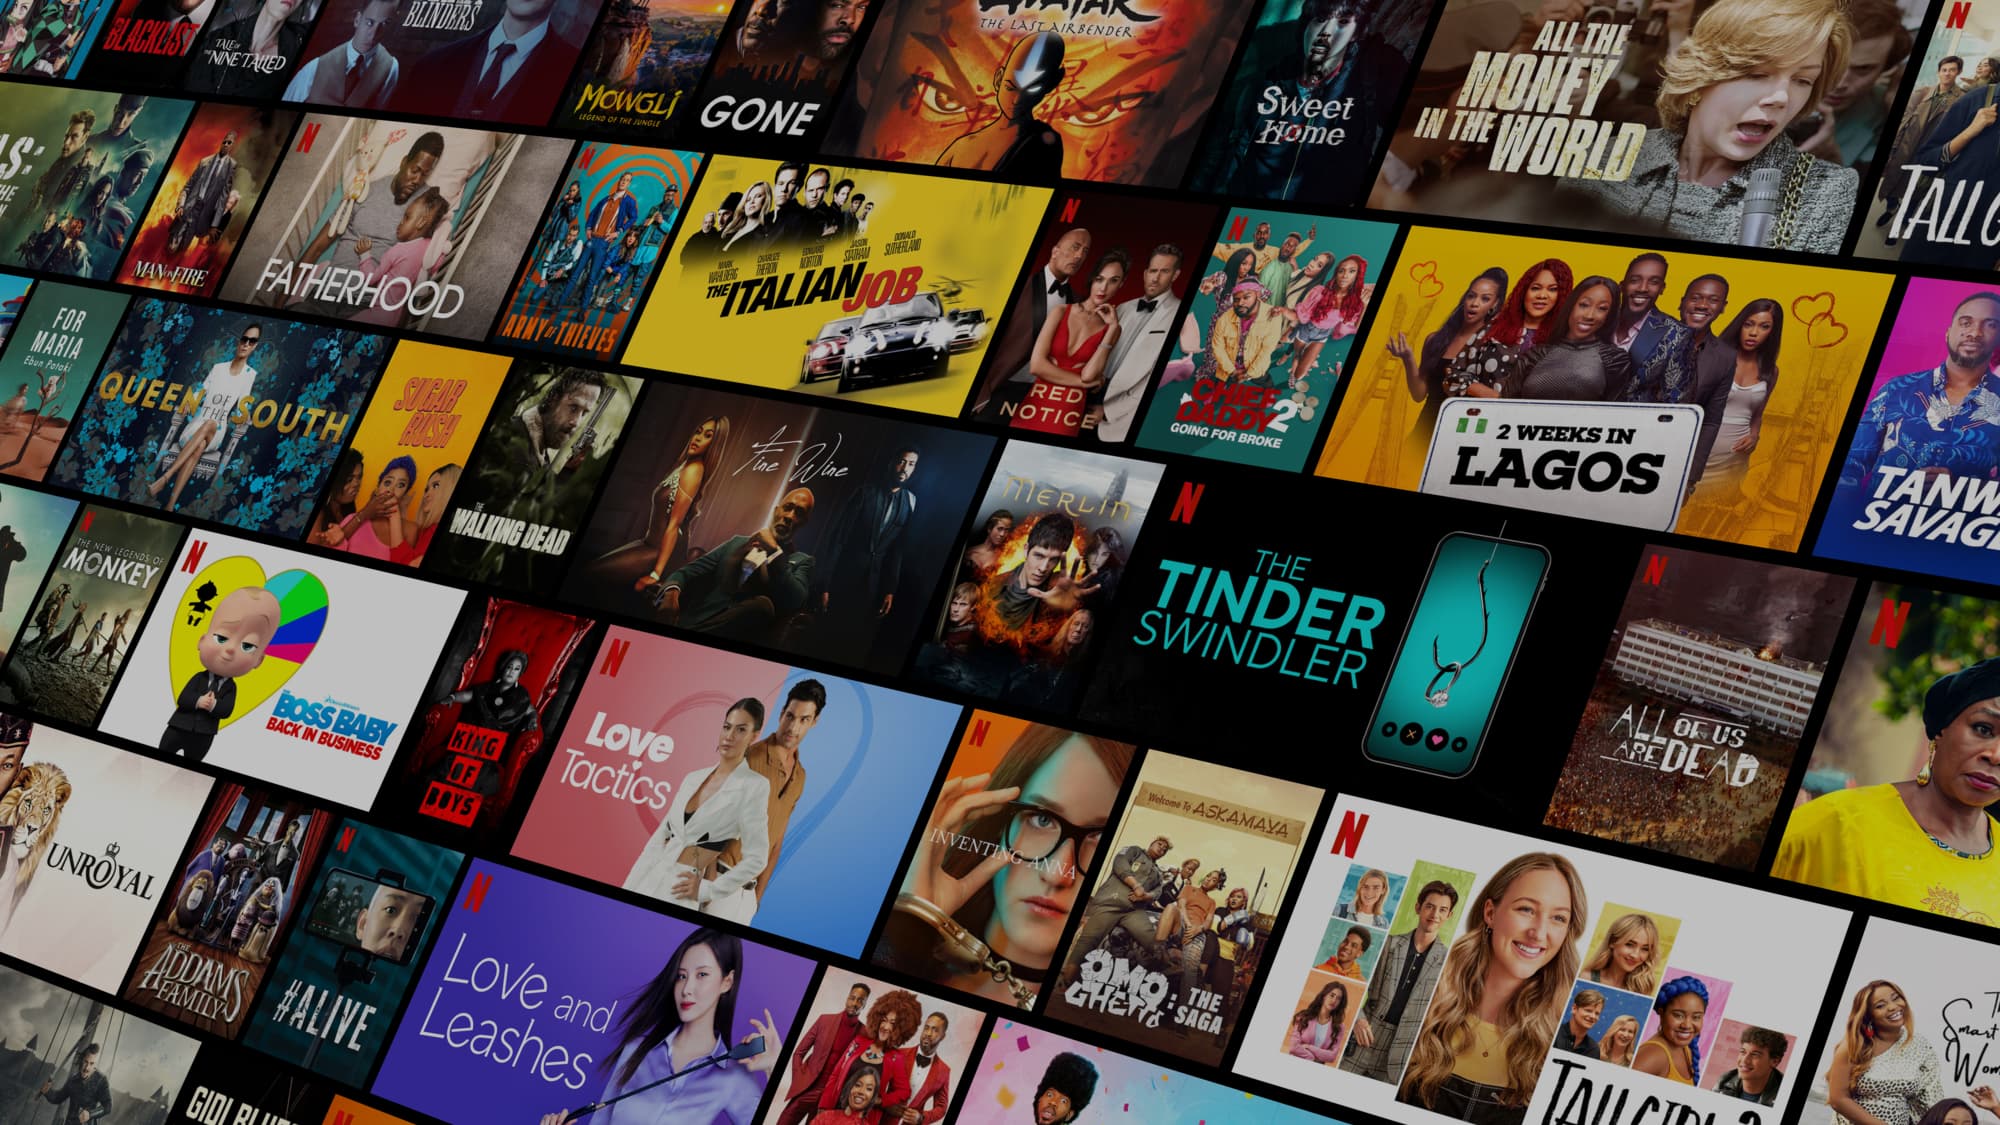 BLACKLIST
TALE
OF
THE
NINE TAILED
BLINDERS
MOWGLI
LEGEND OF THE JUNGLE
GONE
AVATAR
THE LAST AIRBENDER
Sweet
Home
ALL THE
MONEY
IN THE WORLD
N
TALL G
MAN ON FIRE
N
FATHERHOOD
N
ARMY OF THIEVES
MARK
WAHLBERG
CHARLIZE
THERON
EDWARD
NORTON
JASON
STATHAM
DONALD
SUTHERLAND
THE ITALIAN JOB
N
RED
NOTICE
N
CHIEF
DADDY 2
GOING FOR BROKE
2 WEEKS IN
LAGOS
TANW
SAVAG
FOR
MARIA
Ebun Pataki
QUEEN OF
THE SOUTH
SUGAR
RUSH
THE
WALKING DEAD
A
Fine Wine
MERLIN
N
THE
TINDER
SWINDLER
N
ALL OF US
ARE DEAD
N
N
THE NEW LEGENDS OF
MONKEY
N
DREAMWORKS
THE
BOSS BABY
BACK IN BUSINESS
KING
OF
BOYS
N
Love
Tactics
N
INVENTING ANNA
Welcome To ASKAMAYA
OMO
GHETTO: THE
SAGA
N
TALL GIRL 2
UNROYAL
THE
ADDAMS
FAMILY
N
#ALIVE
N
Love and
Leashes
The
Smart
Wom
GIDI BLUES
N